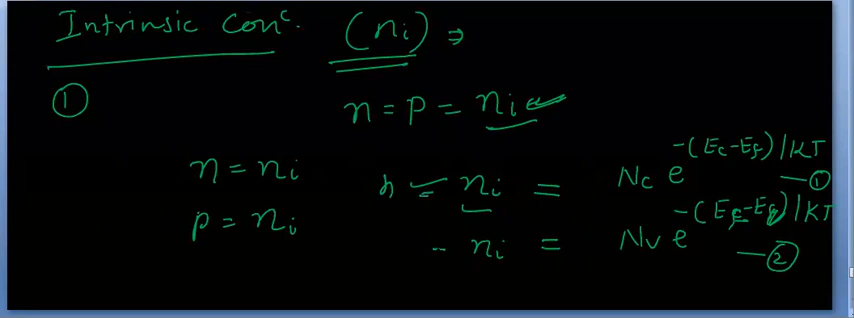 Intrinsic Conc. (ni) ⇒
① n = p = ni
n = ni
n = ni = Nc e^-(Ec-Ef)/KT —①
p = ni
ni = Nv e^-(Ef-Ev)/KT —②